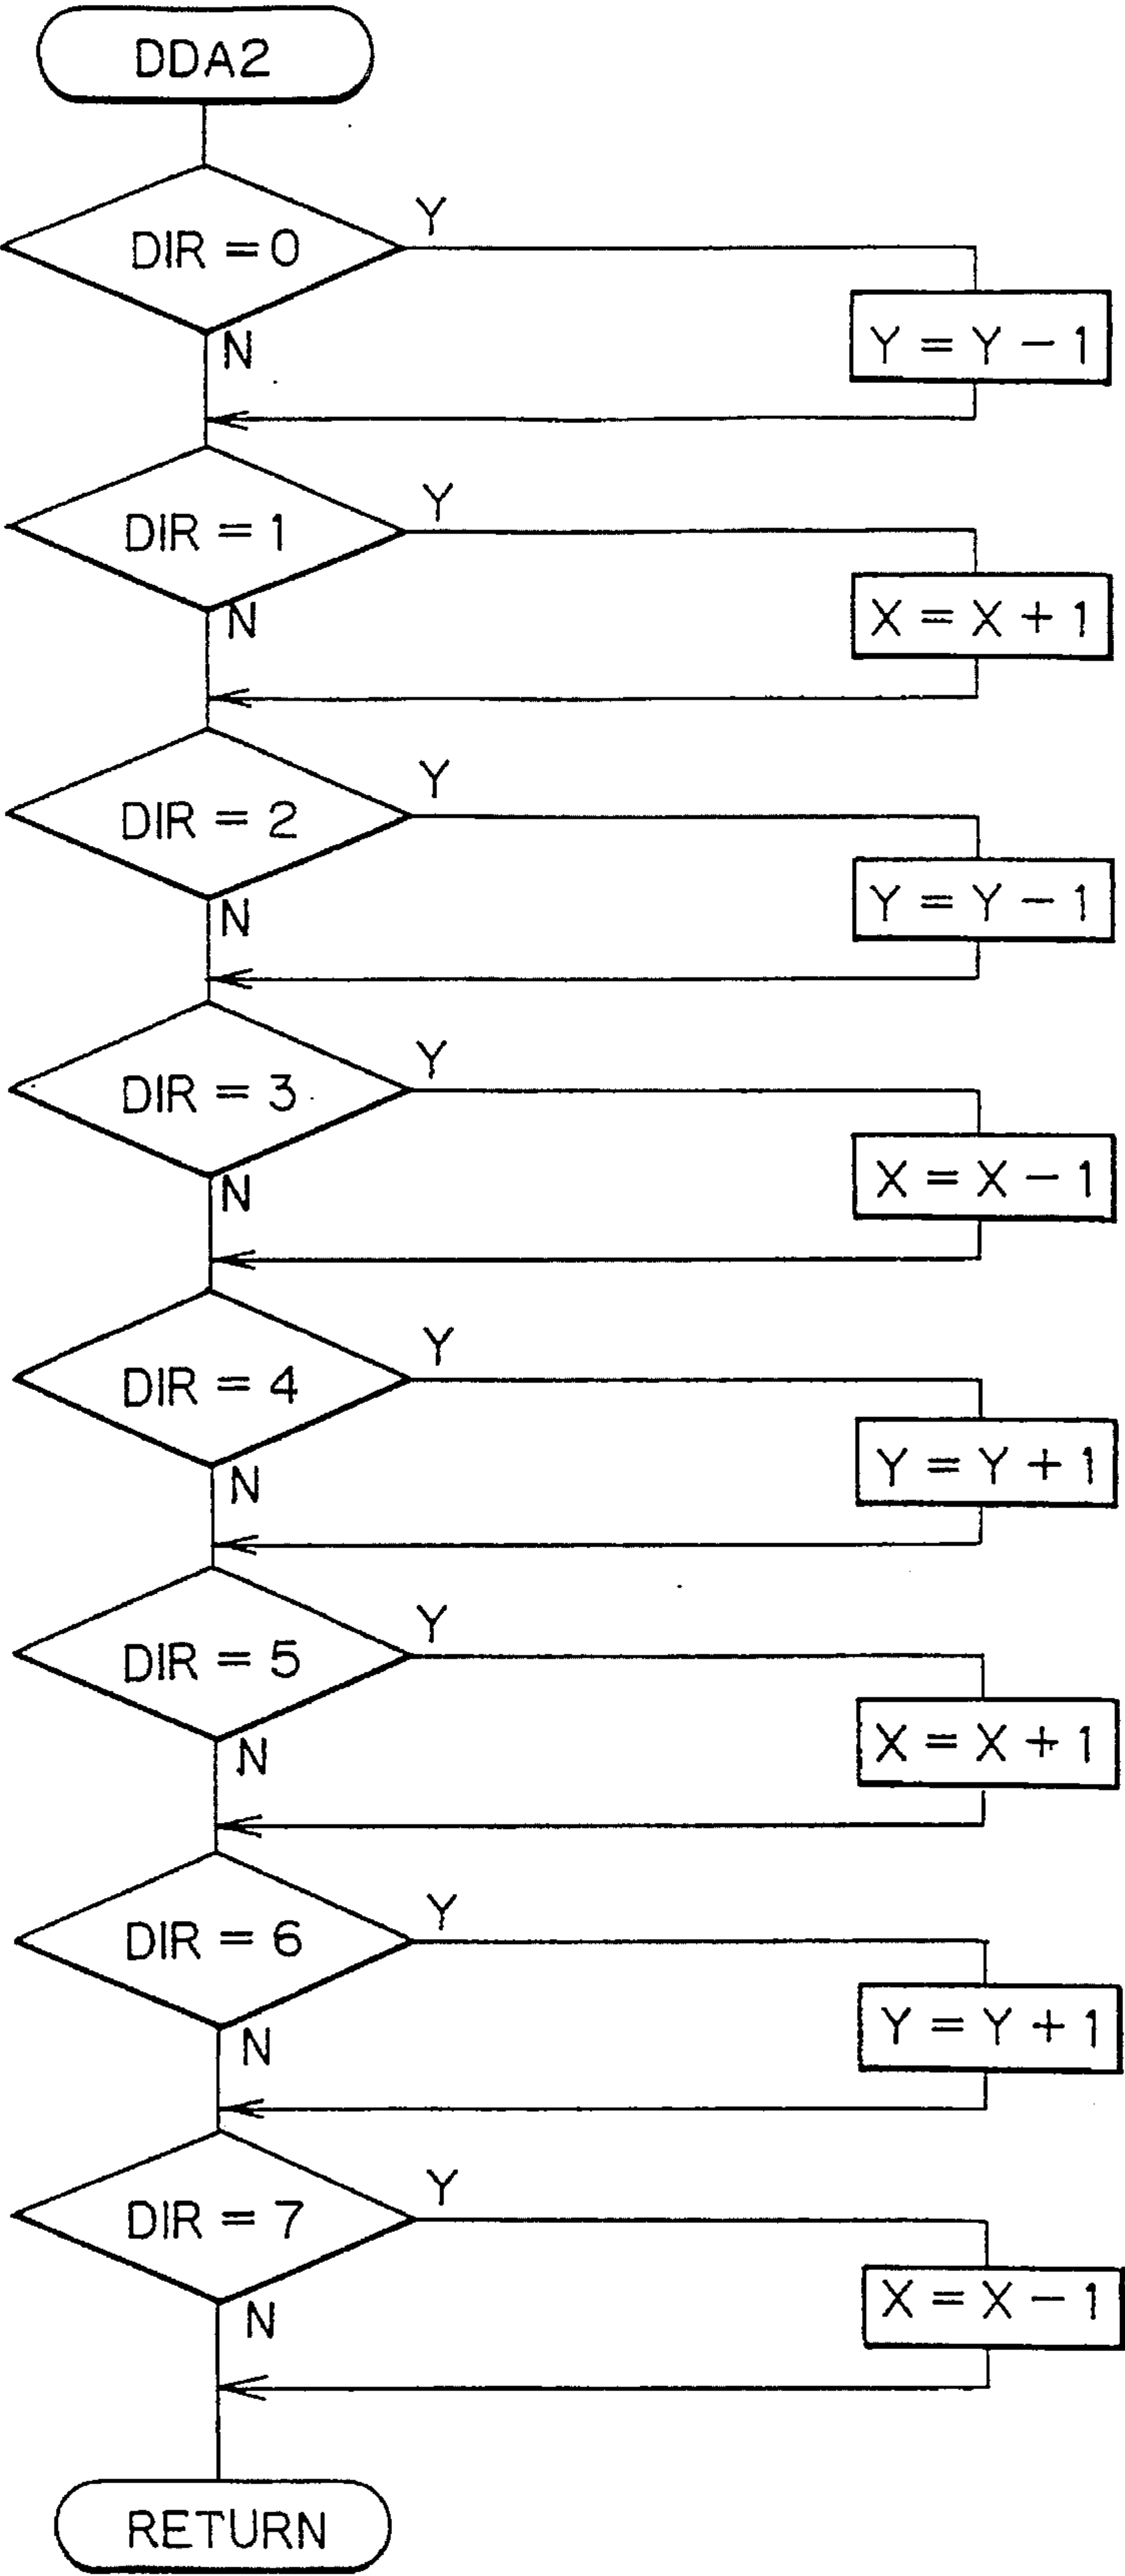 DDA2
DIR = 0
Y
Y = Y - 1
N
DIR = 1
Y
X = X + 1
N
DIR = 2
Y
Y = Y - 1
N
DIR = 3
Y
X = X - 1
N
DIR = 4
Y
Y = Y + 1
N
DIR = 5
Y
X = X + 1
N
DIR = 6
Y
Y = Y + 1
N
DIR = 7
Y
X = X - 1
N
RETURN